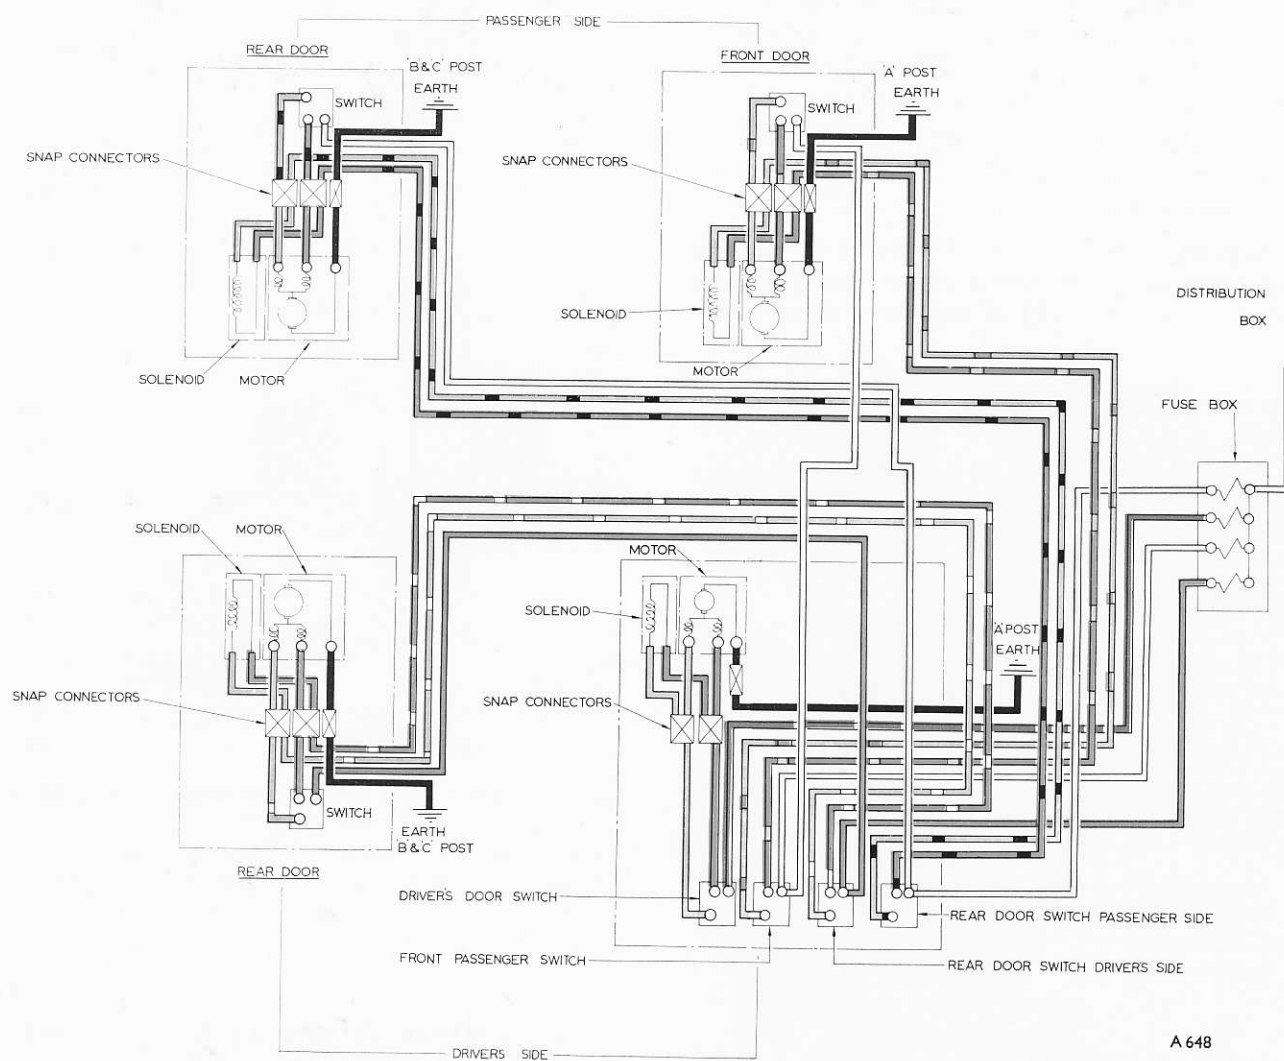 PASSENGER SIDE
REAR DOOR
FRONT DOOR
'B & C' POST
EARTH
'A' POST
EARTH
SWITCH
SWITCH
SNAP CONNECTORS
SNAP CONNECTORS
DISTRIBUTION
BOX
SOLENOID
SOLENOID
MOTOR
MOTOR
FUSE BOX
SOLENOID
MOTOR
MOTOR
SOLENOID
'A' POST
EARTH
SNAP CONNECTORS
SNAP CONNECTORS
SWITCH
EARTH
'B & C' POST
REAR DOOR
DRIVER'S DOOR SWITCH
REAR DOOR SWITCH PASSENGER SIDE
FRONT PASSENGER SWITCH
REAR DOOR SWITCH DRIVER'S SIDE
DRIVERS SIDE
A 648